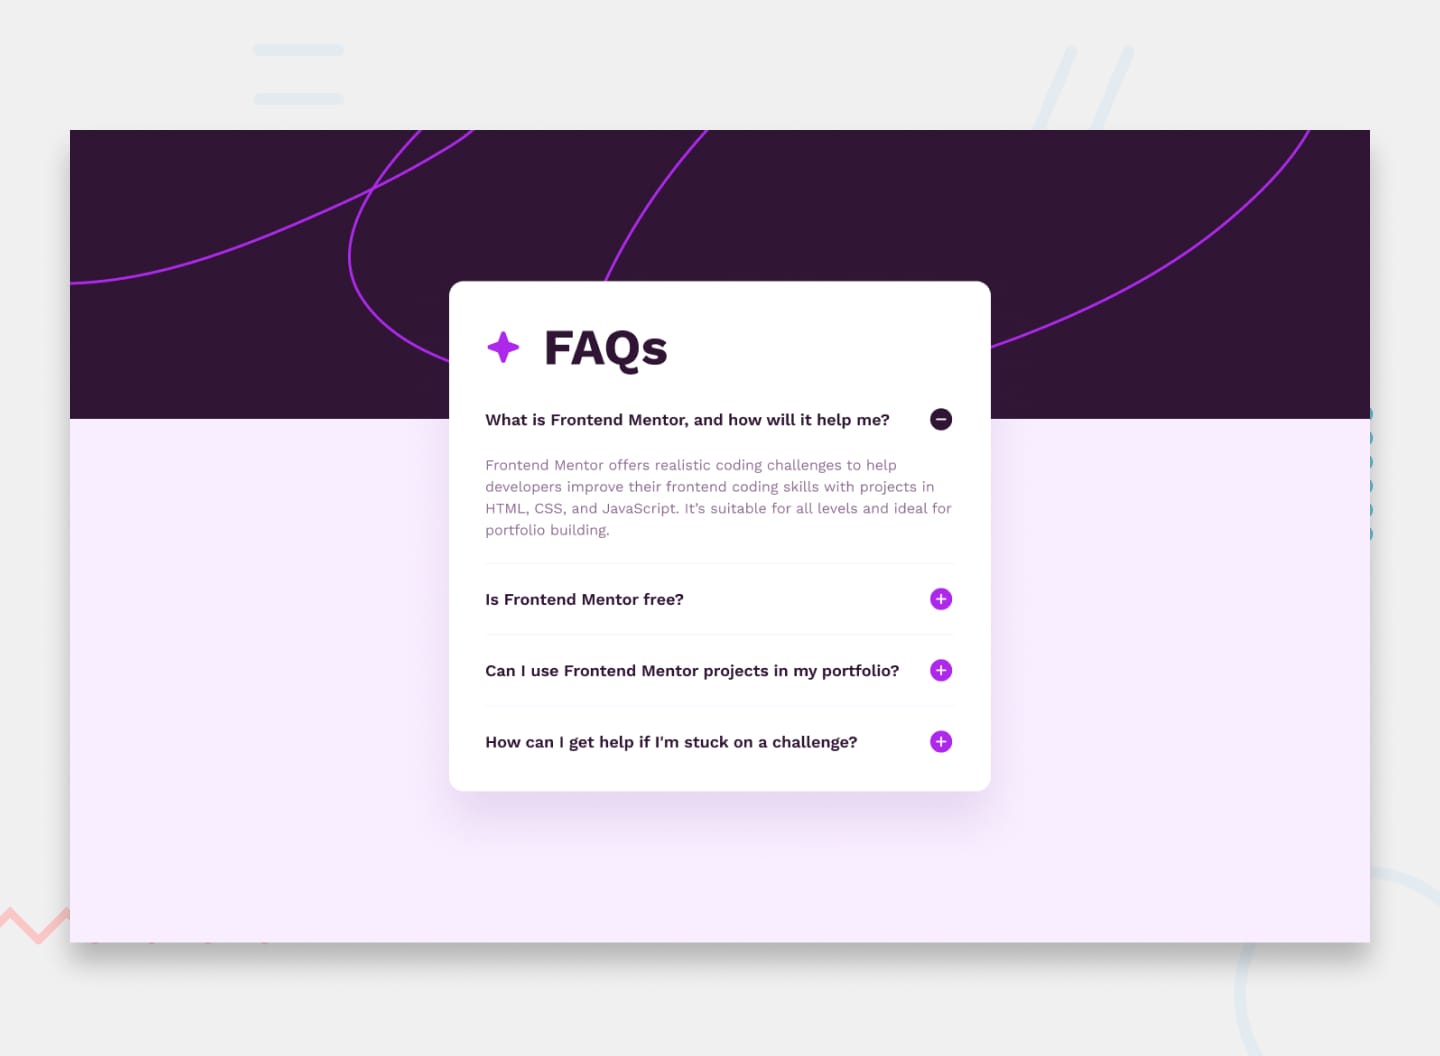 FAQs
What is Frontend Mentor, and how will it help me?
Frontend Mentor offers realistic coding challenges to help
developers improve their frontend coding skills with projects in
HTML, CSS, and JavaScript. It’s suitable for all levels and ideal for
portfolio building.
Is Frontend Mentor free?
Can I use Frontend Mentor projects in my portfolio?
How can I get help if I'm stuck on a challenge?